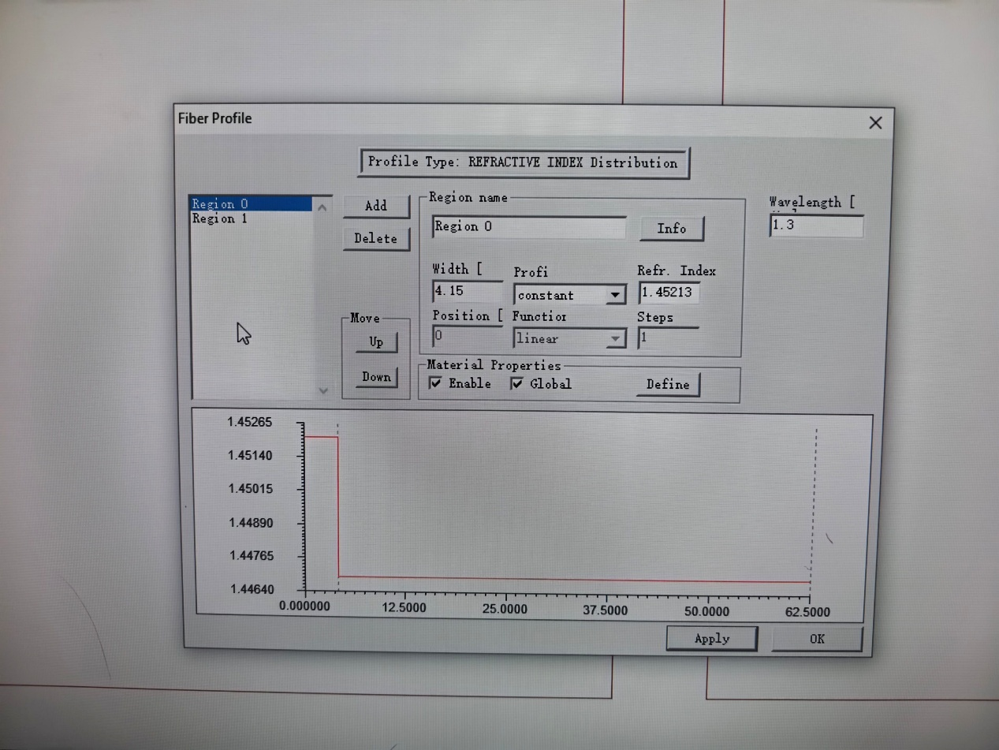 Fiber Profile
Profile Type: REFRACTIVE INDEX Distribution
Region 0
Region 1
Add
Delete
Move
Up
Down
Region name
Region 0
Info
Width [
Profi
Refr. Index
4.15
constant
1.45213
Position [
Function
Steps
0
linear
1
Material Properties
Enable
Global
Define
Wavelength [
1.3
1.45265
1.45140
1.45015
1.44890
1.44765
1.44640
0.000000
12.5000
25.0000
37.5000
50.0000
62.5000
Apply
OK